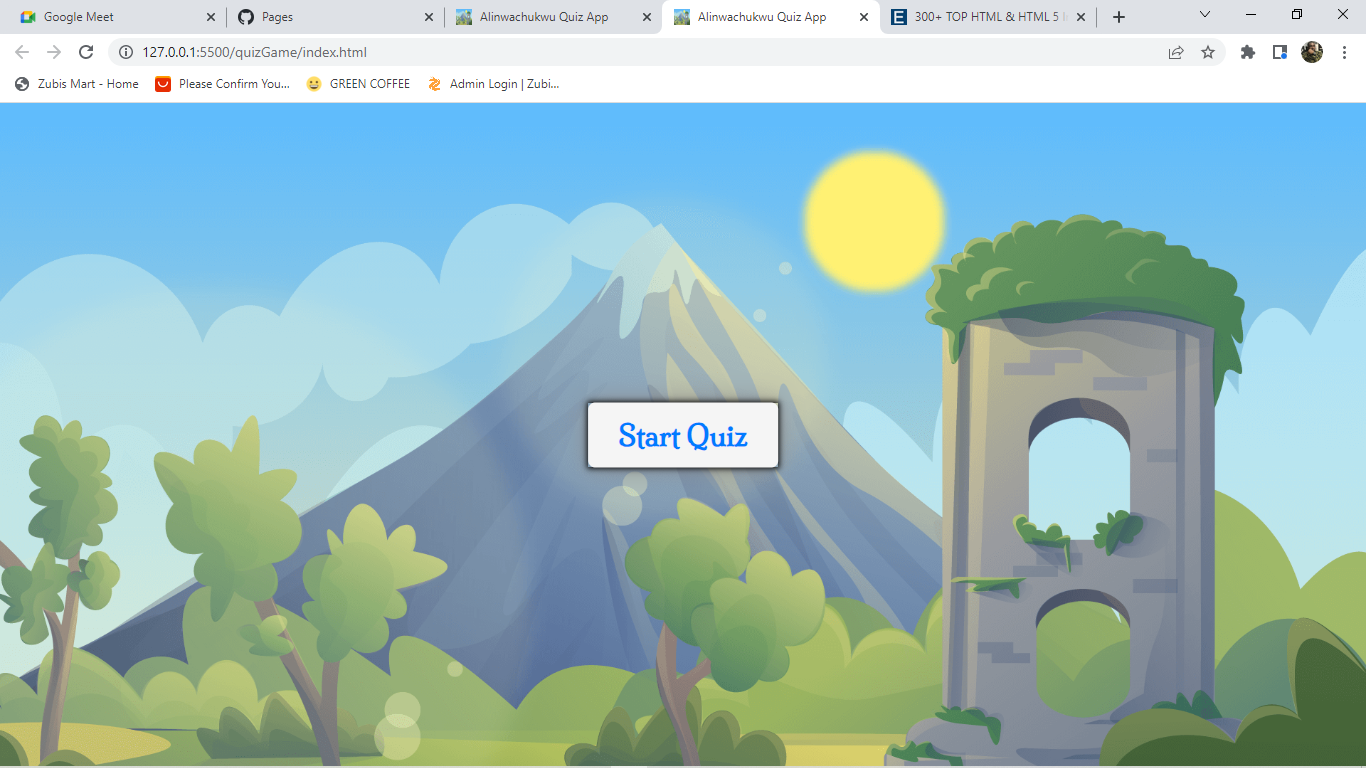 Google Meet
Pages
Alinwachukwu Quiz App
Alinwachukwu Quiz App
E
300+ TOP HTML & HTML 5
127.0.0.1:5500/quizGame/index.html
Zubis Mart - Home
Please Confirm You...
GREEN COFFEE
Admin Login | Zubi...
Start Quiz